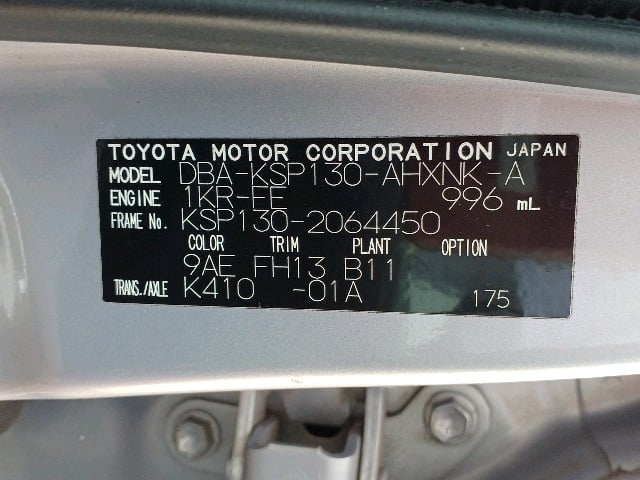 TOYOTA MOTOR CORPORATION JAPAN
MODEL DBA-KSP130-AHXNK-A
ENGINE 1KR-FE 996 mL
FRAME No. KSP130-2064450
COLOR TRIM PLANT OPTION
9AE FH13 B11
TRANS./AXLE K410 -01A 175